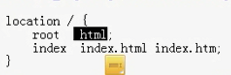 location / {
    root   html;
    index  index.html index.htm;
}